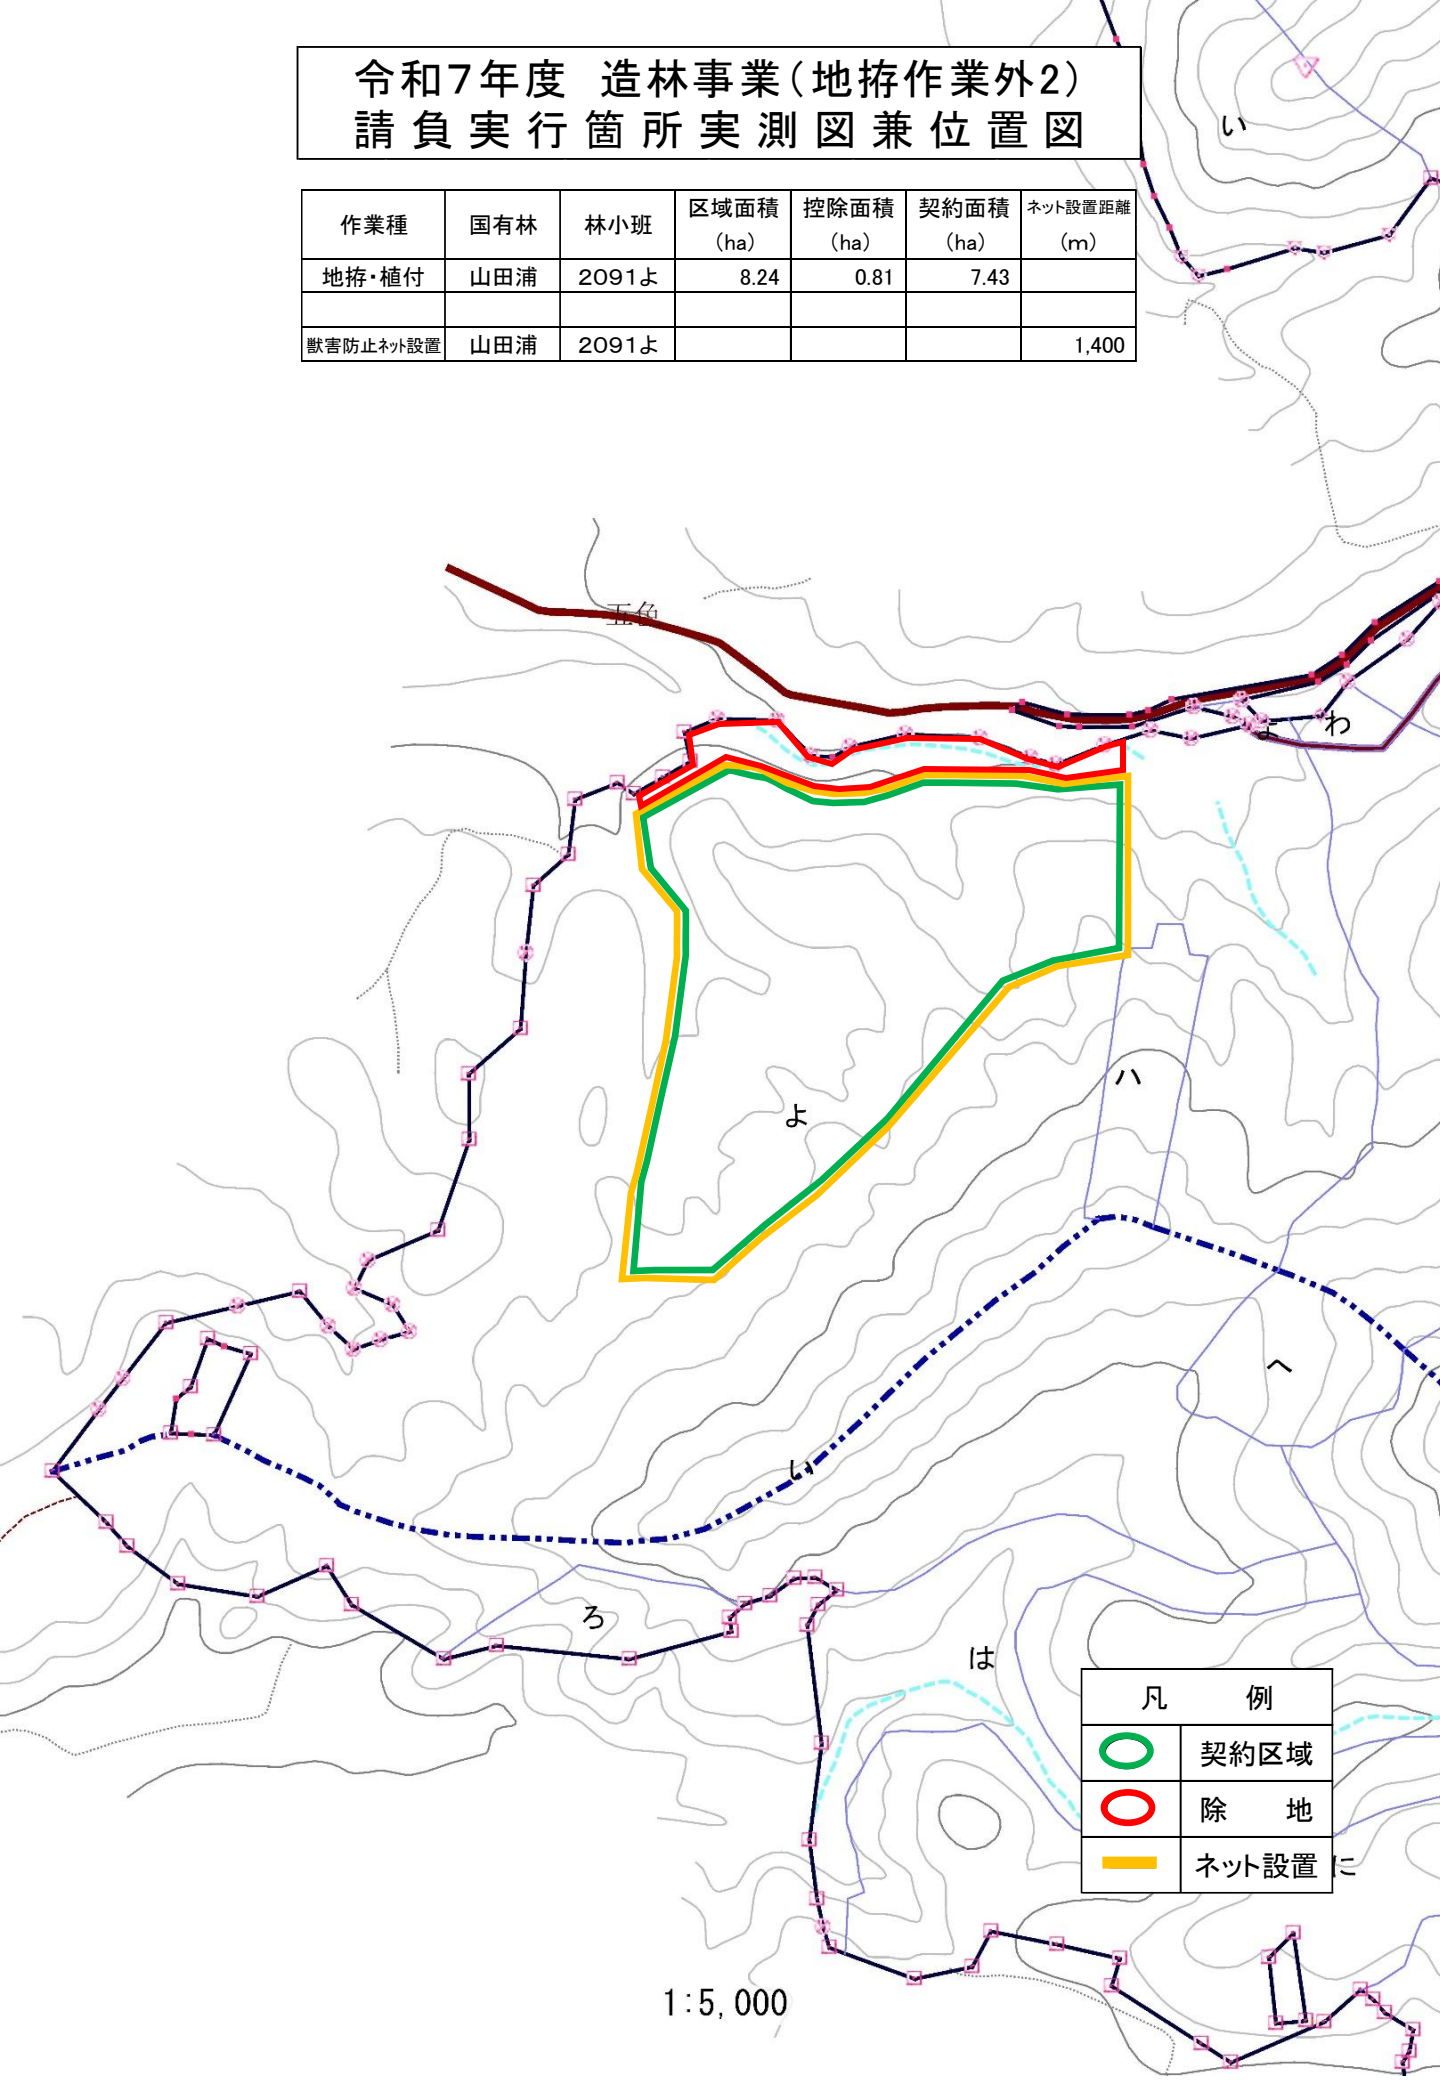 令和7年度　造林事業(地拵作業外2)
請負実行箇所実測図兼位置図
作業種 国有林 林小班 区域面積(ha) 控除面積(ha) 契約面積(ha) ネット設置距離(m)
地拵・植付 山田浦 2091よ 8.24 0.81 7.43
獣害防止ネット設置 山田浦 2091よ 1,400
い
五色
よ わ
ハ
よ
へ
い
ろ
は
凡　例
契約区域
除　地
ネット設置
に
1:5,000